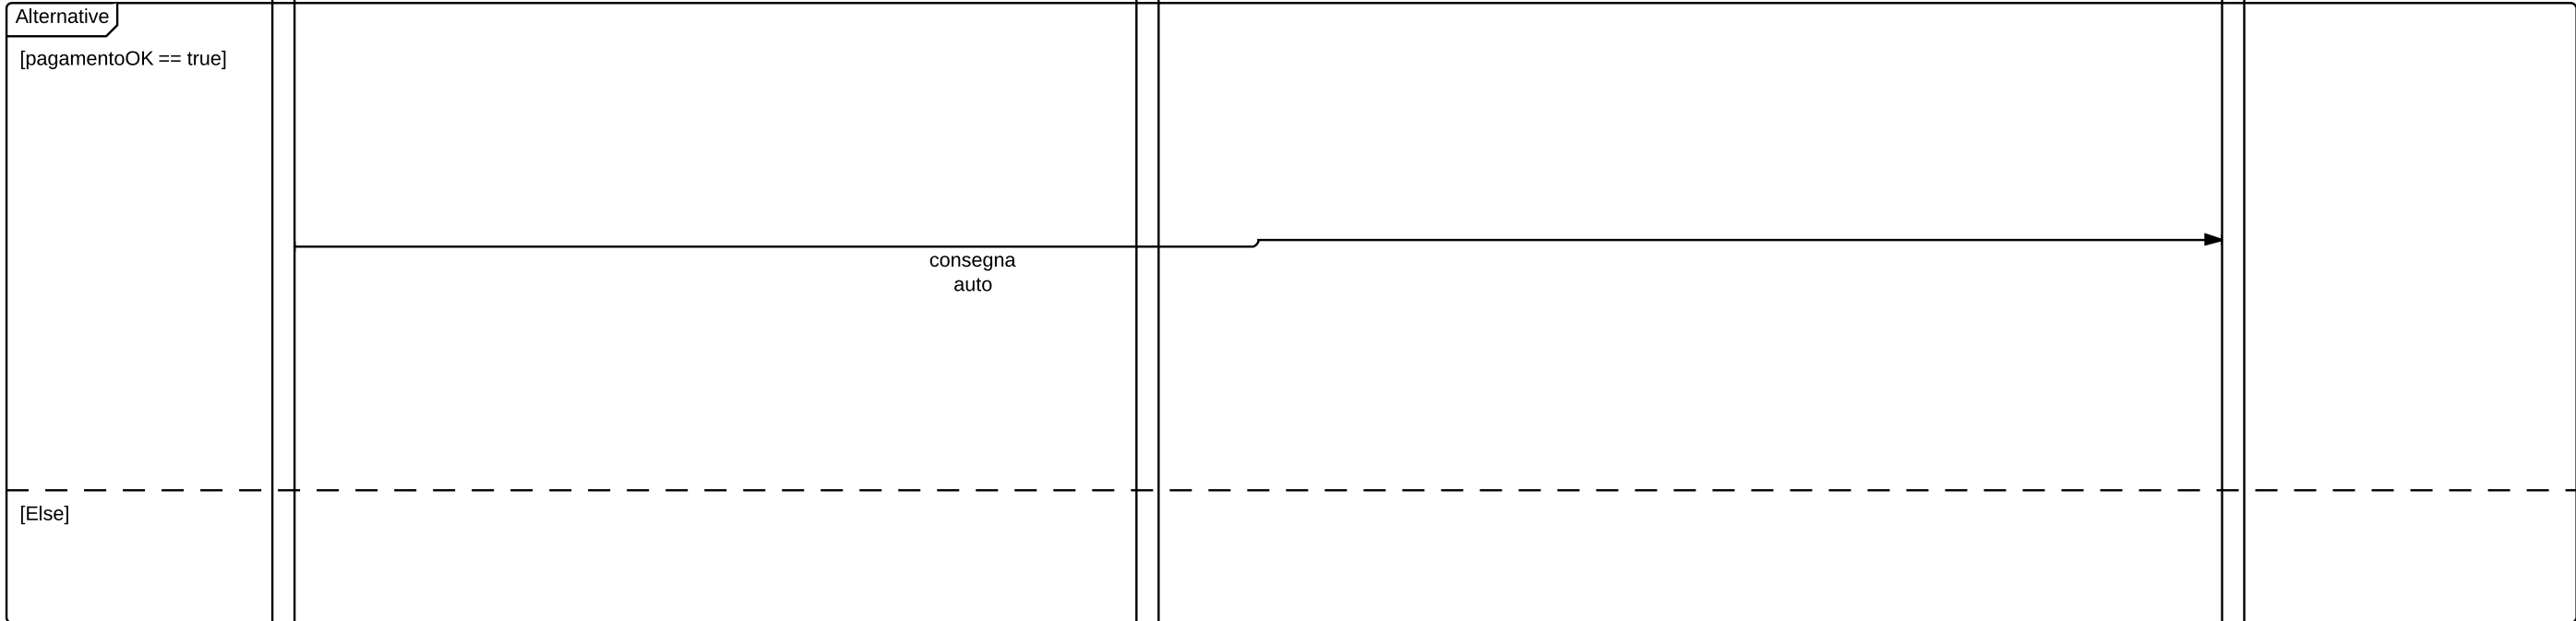 Alternative
[pagamentoOK == true]
consegna
auto
[Else]